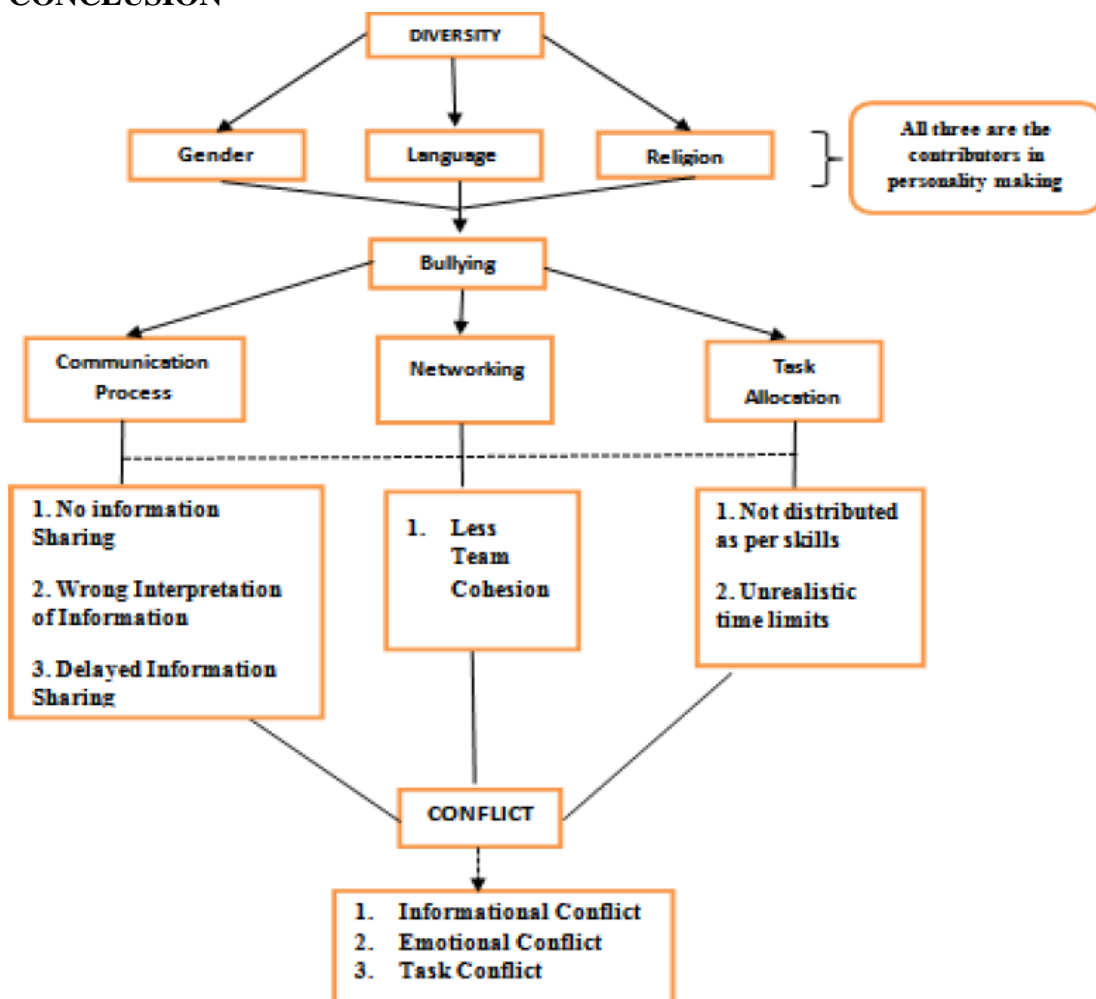 CONCLUSION
DIVERSITY
Gender
Language
Religion
All three are the
contributors in
personality making
Bullying
Communication
Process
Networking
Task
Allocation
1. No information
Sharing
2. Wrong Interpretation
of Information
3. Delayed Information
Sharing
1. Less
Team
Cohesion
1. Not distributed
as per skills
2. Unrealistic
time limits
CONFLICT
1. Informational Conflict
2. Emotional Conflict
3. Task Conflict